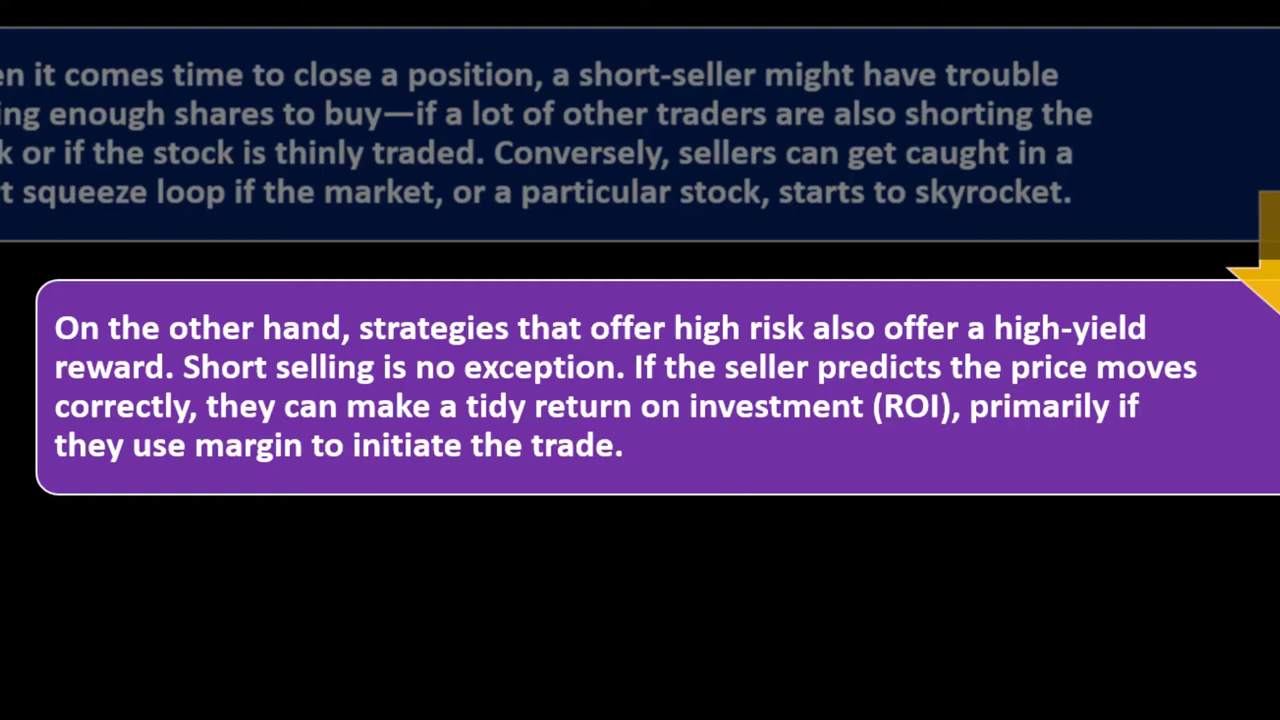 it comes time to close a position, a short-seller might have trouble
enough shares to buy—if a lot of other traders are also shorting the
or if the stock is thinly traded. Conversely, sellers can get caught in a
squeeze loop if the market, or a particular stock, starts to skyrocket.
On the other hand, strategies that offer high risk also offer a high-yield
reward. Short selling is no exception. If the seller predicts the price moves
correctly, they can make a tidy return on investment (ROI), primarily if
they use margin to initiate the trade.